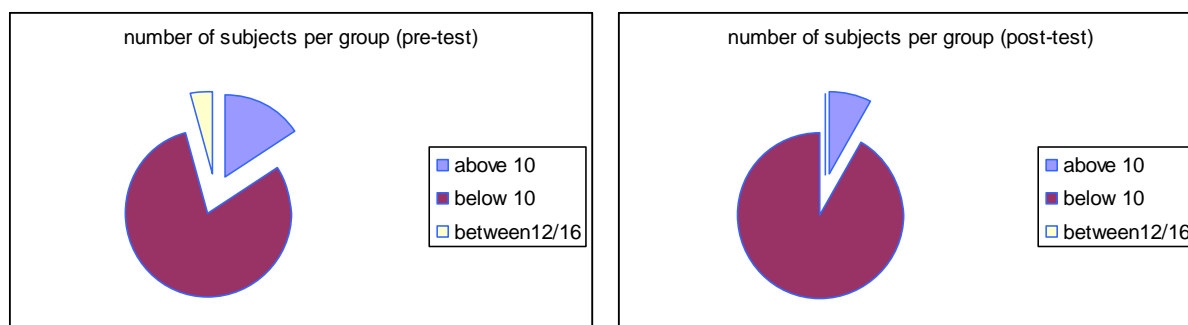 number of subjects per group (pre-test)
above 10
below 10
between12/16
number of subjects per group (post-test)
above 10
below 10
between12/16